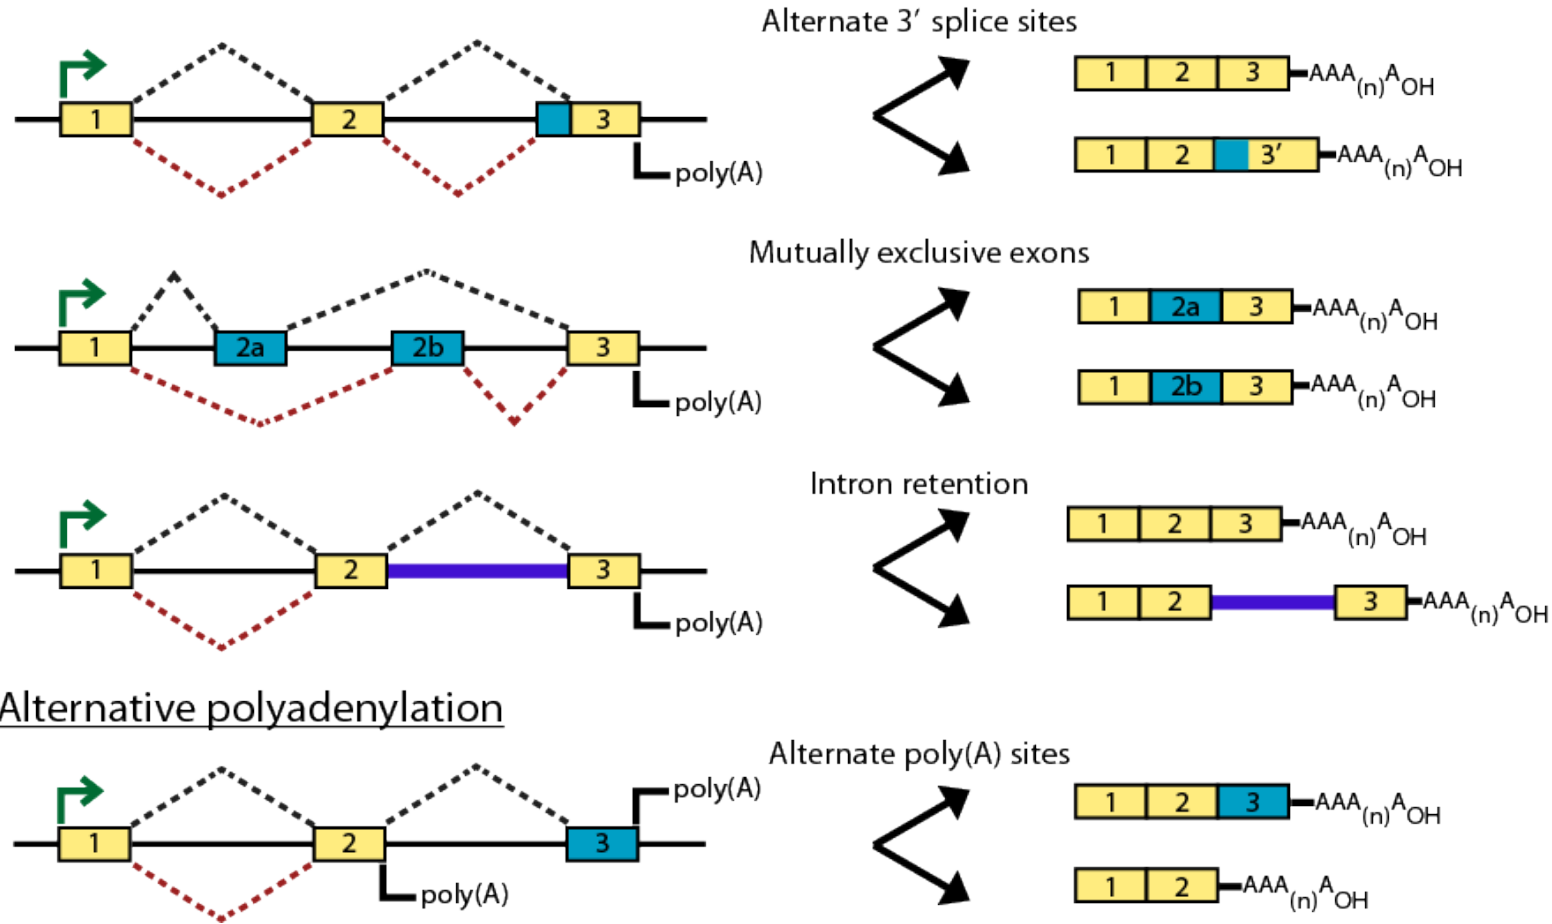 Alternate 3′ splice sites
1 2 3 poly(A)
1 2 3 AAA(n)AOH
1 2 3′ AAA(n)AOH
Mutually exclusive exons
1 2a 2b 3 poly(A)
1 2a 3 AAA(n)AOH
1 2b 3 AAA(n)AOH
Intron retention
1 2 3 poly(A)
1 2 3 AAA(n)AOH
1 2 3 AAA(n)AOH
Alternative polyadenylation
Alternate poly(A) sites
poly(A)
1 2 3
poly(A)
1 2 3 AAA(n)AOH
1 2 AAA(n)AOH